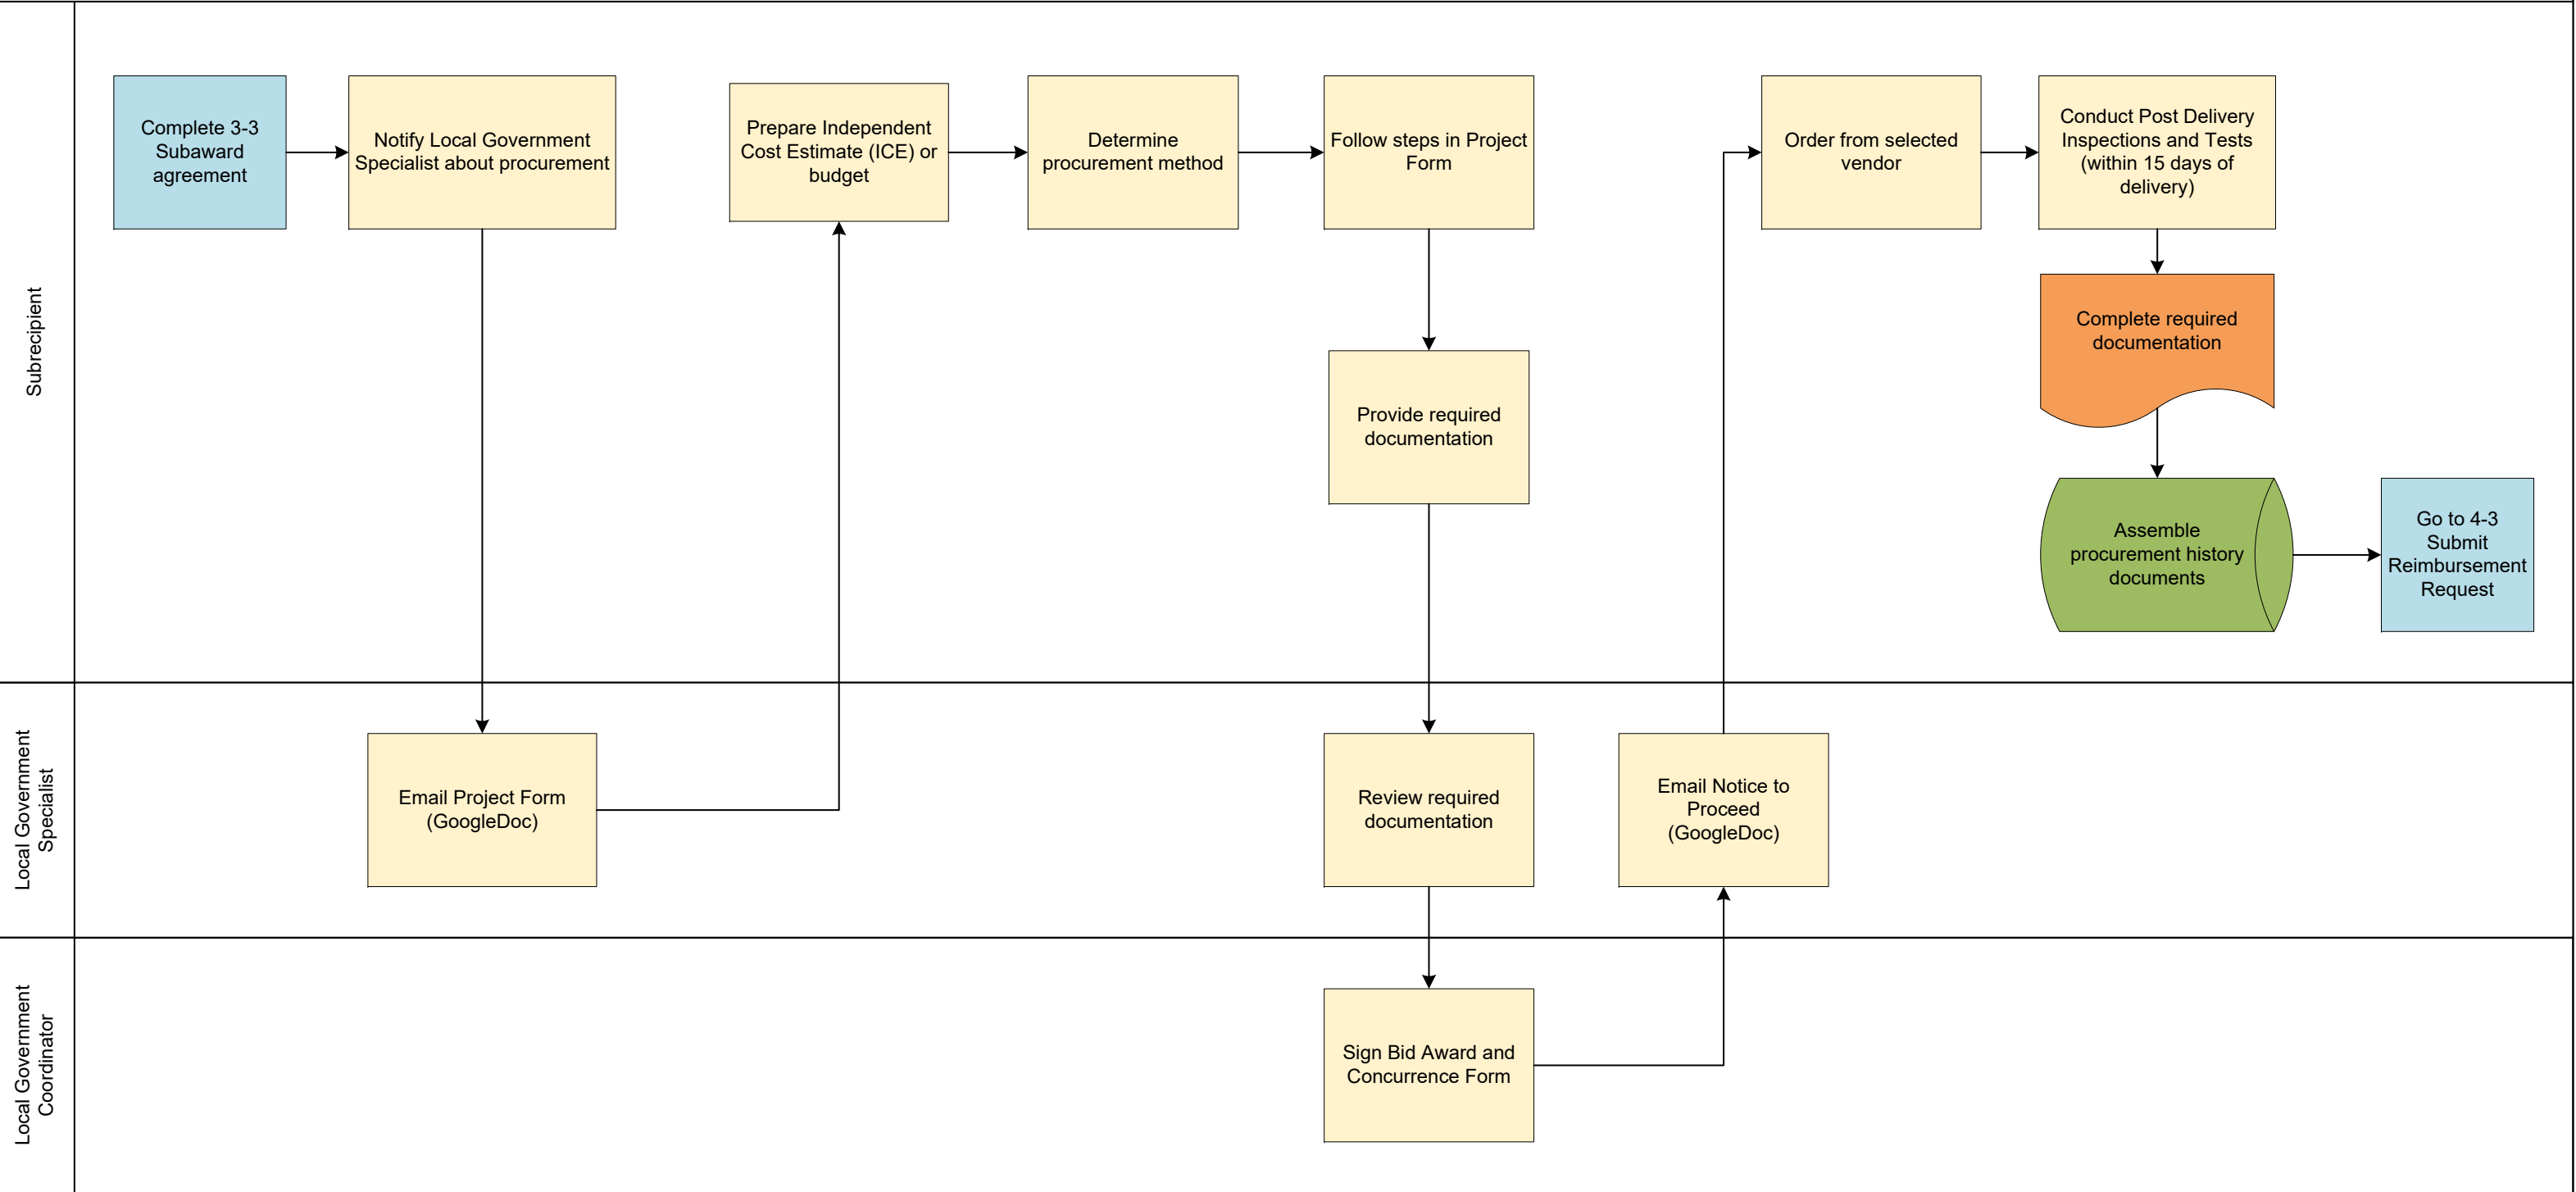 Subrecipient
Complete 3-3
Subaward
agreement
Notify Local Government
Specialist about procurement
Prepare Independent
Cost Estimate (ICE) or
budget
Determine
procurement method
Follow steps in Project
Form
Provide required
documentation
Order from selected
vendor
Conduct Post Delivery
Inspections and Tests
(within 15 days of
delivery)
Complete required
documentation
Assemble
procurement history
documents
Go to 4-3
Submit
Reimbursement
Request
Local Government
Specialist
Email Project Form
(GoogleDoc)
Review required
documentation
Email Notice to
Proceed
(GoogleDoc)
Local Government
Coordinator
Sign Bid Award and
Concurrence Form